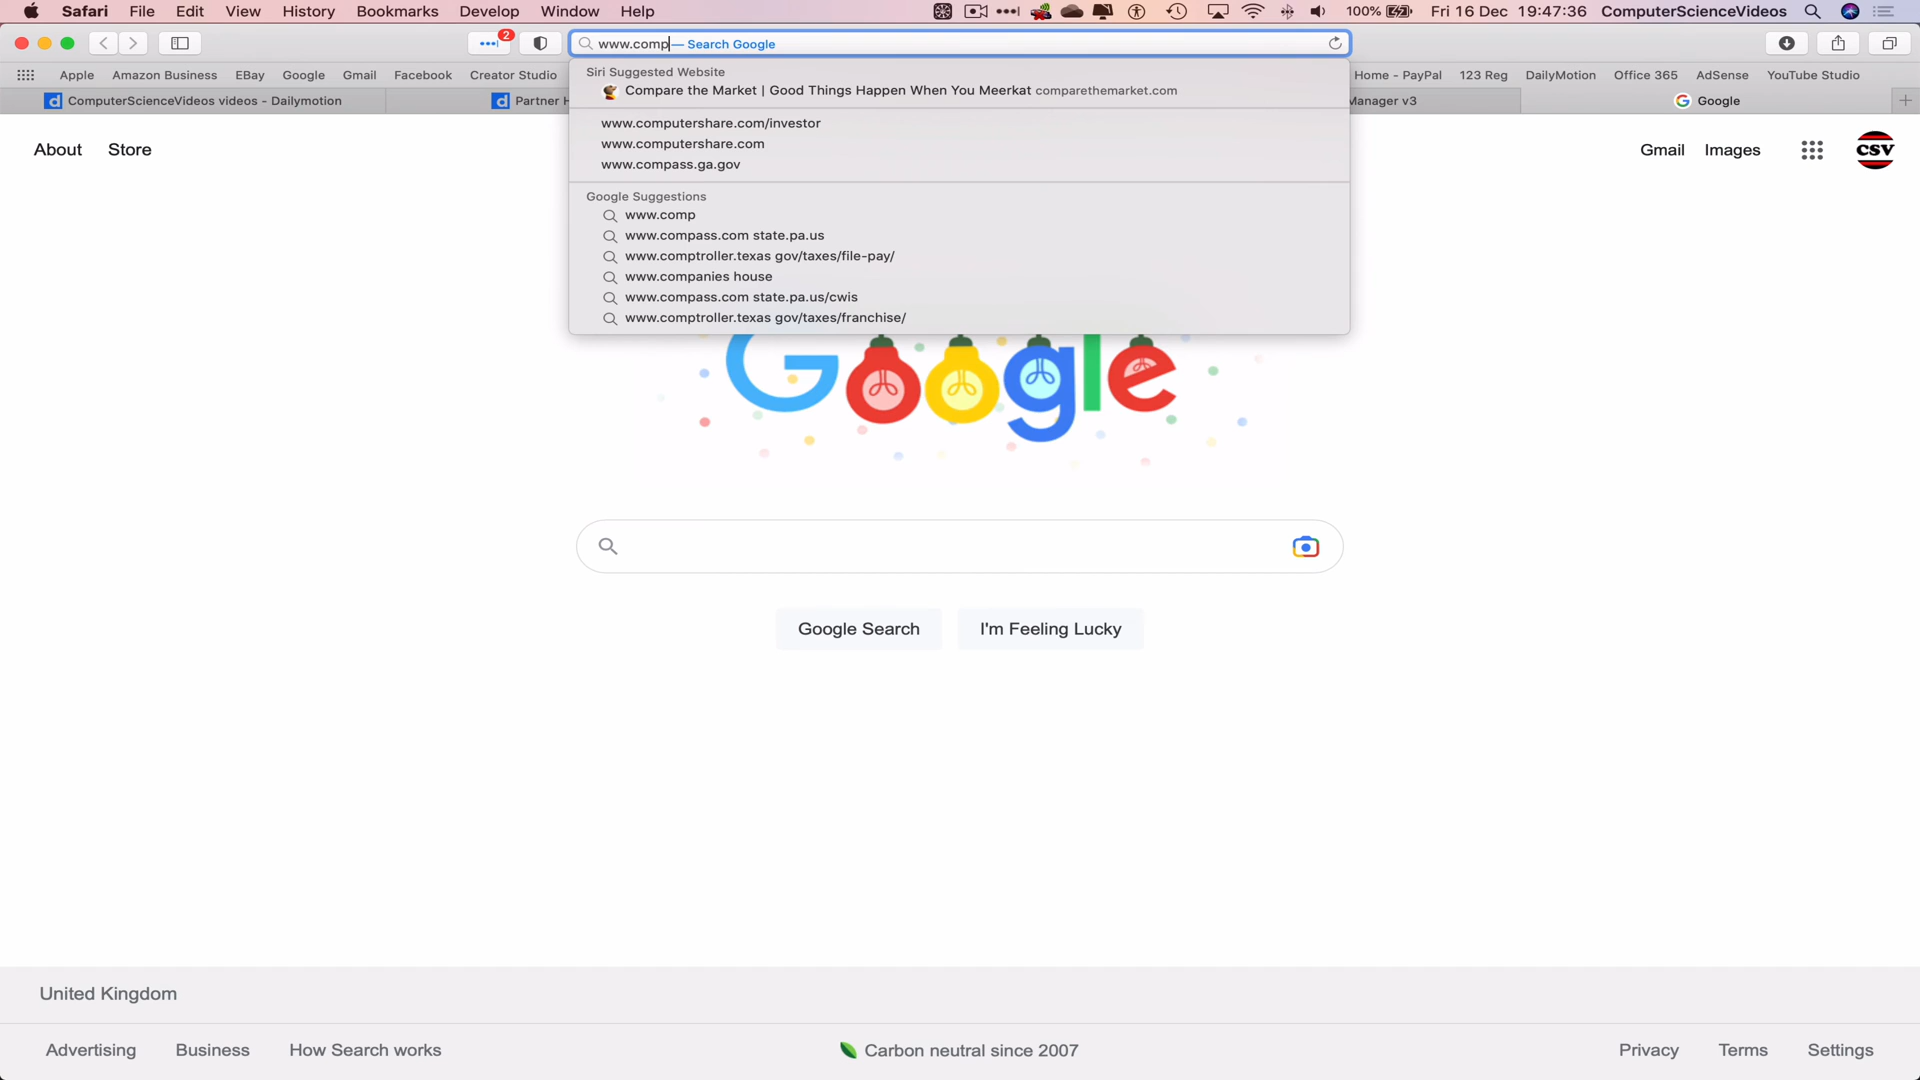 Safari File Edit View History Bookmarks Develop Window Help 100% Fri 16 Dec 19:47:36 ComputerScienceVideos
2 www.comp — Search Google
Apple Amazon Business EBay Google Gmail Facebook Creator Studio Home - PayPal 123 Reg DailyMotion Office 365 AdSense YouTube Studio
ComputerScienceVideos videos - Dailymotion Partner H Manager v3 Google
Siri Suggested Website
Compare the Market | Good Things Happen When You Meerkat comparethemarket.com
www.computershare.com/investor
www.computershare.com
www.compass.ga.gov
Google Suggestions
www.comp
www.compass.com state.pa.us
www.comptroller.texas gov/taxes/file-pay/
www.companies house
www.compass.com state.pa.us/cwis
www.comptroller.texas gov/taxes/franchise/
About Store Gmail Images CSV
Google
Google Search I'm Feeling Lucky
United Kingdom
Advertising Business How Search works Carbon neutral since 2007 Privacy Terms Settings